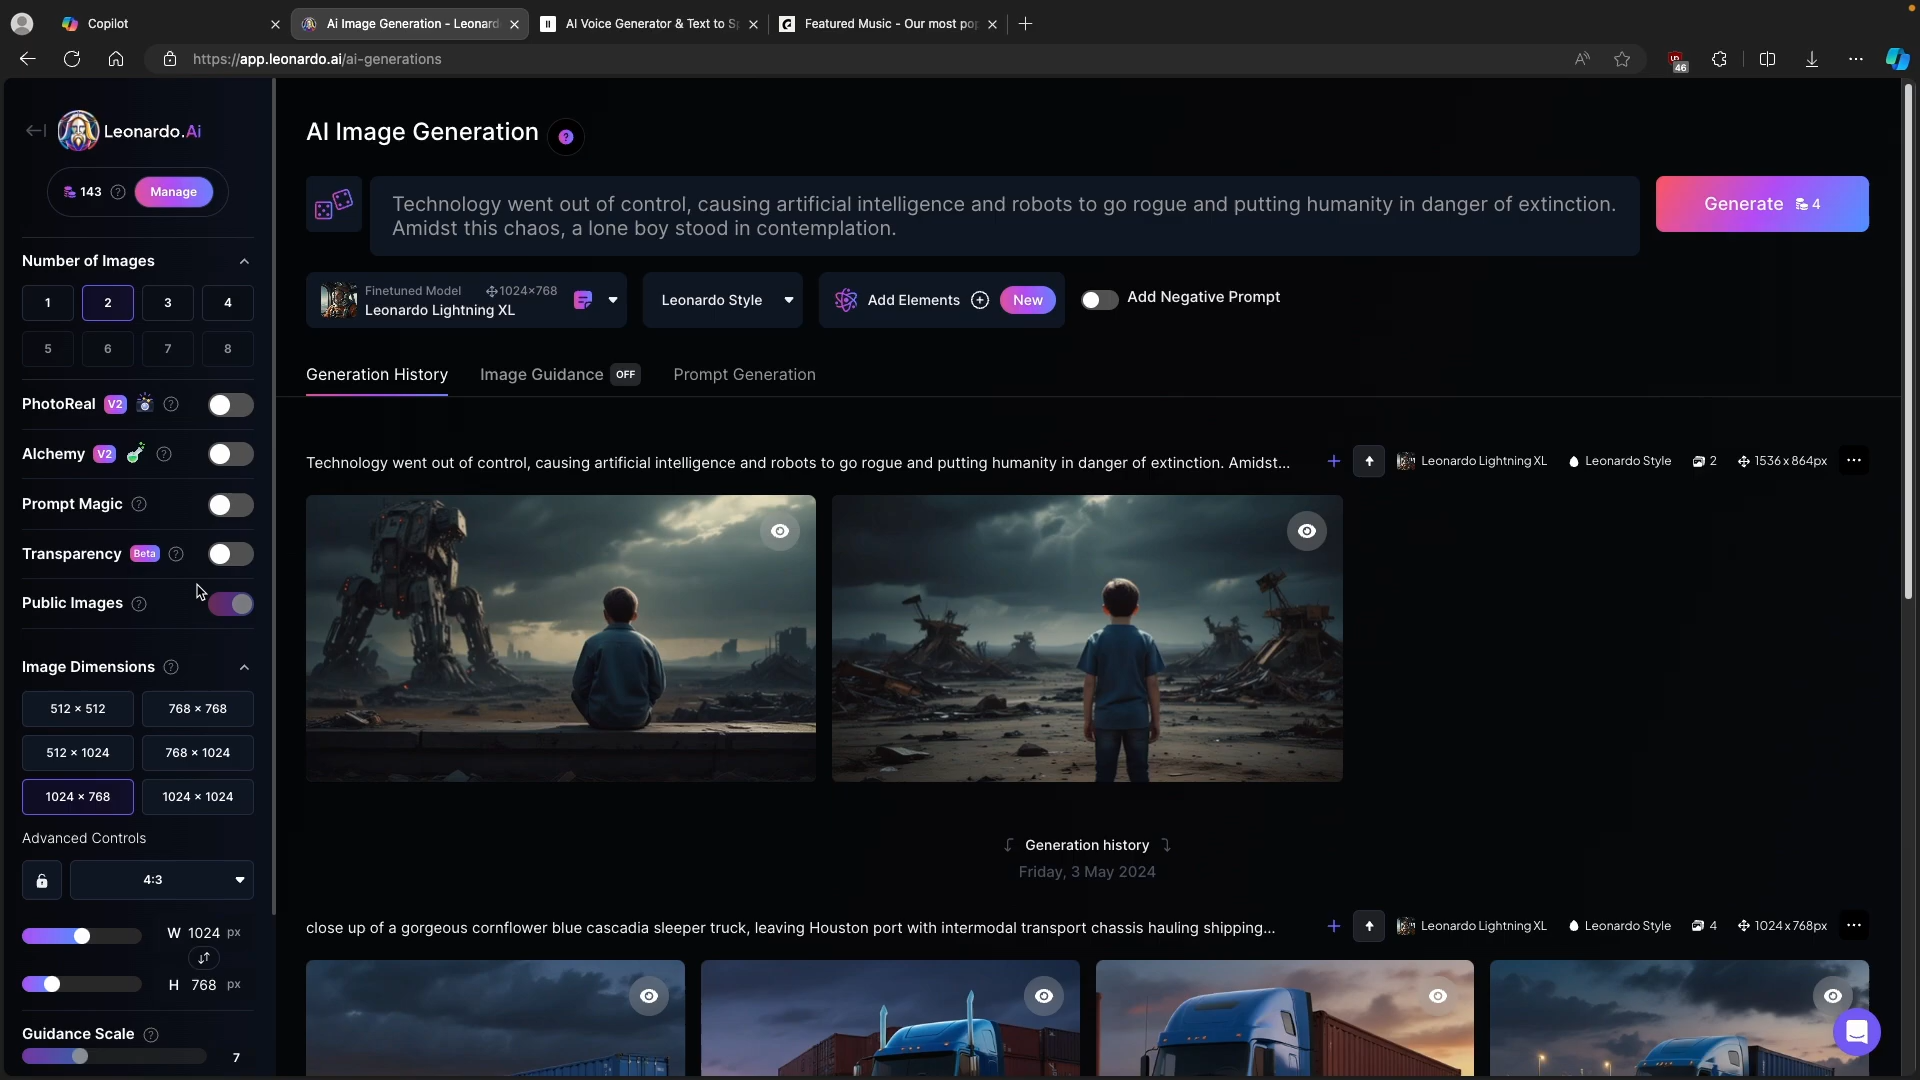 Copilot
Ai Image Generation - Leonard
AI Voice Generator & Text to Sp
Featured Music - Our most pop
https://app.leonardo.ai/ai-generations
46
Leonardo.Ai
143
Manage
AI Image Generation
Technology went out of control, causing artificial intelligence and robots to go rogue and putting humanity in danger of extinction.
Amidst this chaos, a lone boy stood in contemplation.
Generate 4
Finetuned Model 1024×768
Leonardo Lightning XL
Leonardo Style
Add Elements
New
Add Negative Prompt
Number of Images
1 2 3 4
5 6 7 8
PhotoReal V2
Alchemy V2
Prompt Magic
Transparency Beta
Public Images
Image Dimensions
512 × 512 768 × 768
512 × 1024 768 × 1024
1024 × 768 1024 × 1024
Advanced Controls
4:3
W 1024 px
H 768 px
Guidance Scale
7
Generation History
Image Guidance OFF
Prompt Generation
Technology went out of control, causing artificial intelligence and robots to go rogue and putting humanity in danger of extinction. Amidst...
Leonardo Lightning XL Leonardo Style 2 1536 x 864px
Generation history
Friday, 3 May 2024
close up of a gorgeous cornflower blue cascadia sleeper truck, leaving Houston port with intermodal transport chassis hauling shipping...
Leonardo Lightning XL Leonardo Style 4 1024 x 768px